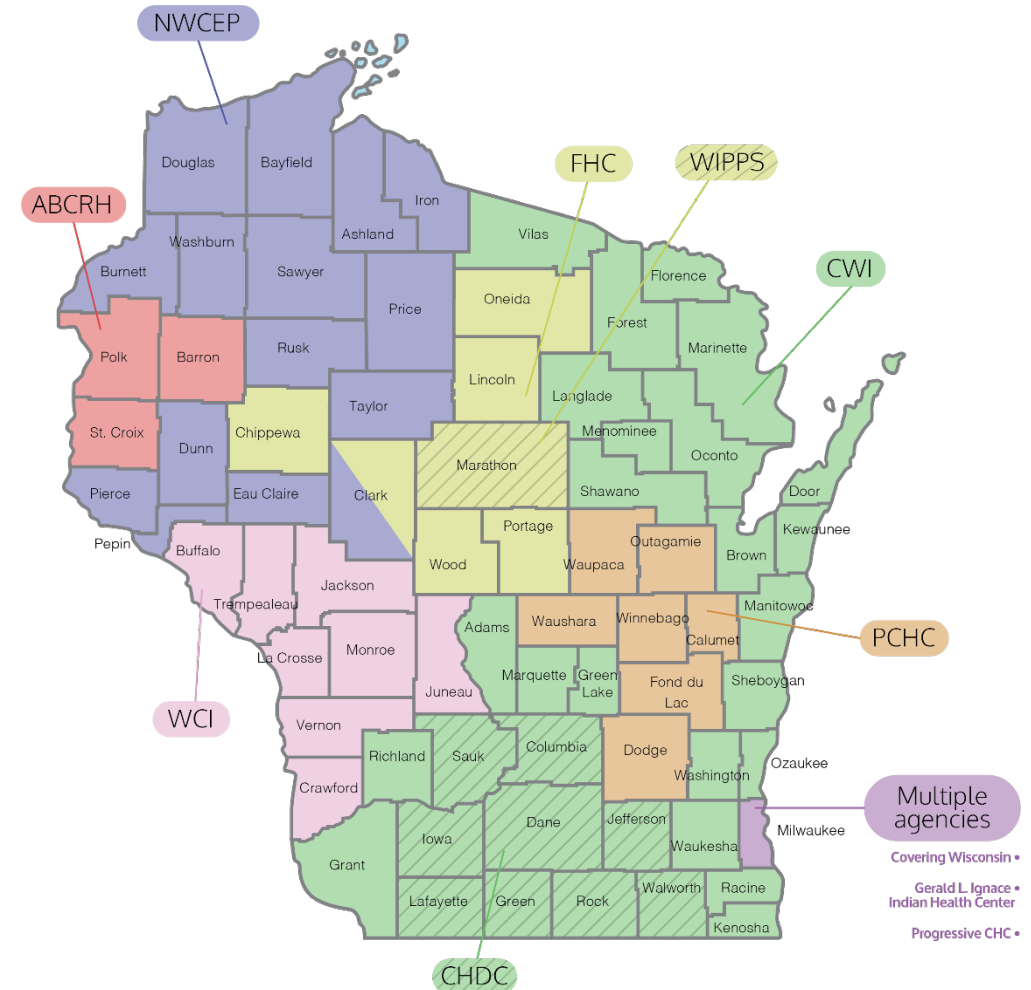 NWCEP
FHC
WIPPS
ABCRH
CWI
Douglas
Bayfield
Iron
Ashland
Vilas
Washburn
Burnett
Sawyer
Florence
Price
Oneida
Forest
Marinette
Rusk
Polk
Barron
Lincoln
Langlade
Taylor
St. Croix
Chippewa
Menominee
Dunn
Oconto
Marathon
Pierce
Eau Claire
Clark
Shawano
Door
Portage
Kewaunee
Pepin
Buffalo
Outagamie
Brown
Wood
Waupaca
Jackson
Trempealeau
Manitowoc
Adams
Waushara
Winnebago
PCHC
Calumet
Monroe
La Crosse
Marquette
Green
Lake
Sheboygan
Fond du
Lac
Juneau
WCI
Vernon
Columbia
Dodge
Richland
Sauk
Ozaukee
Washington
Crawford
Multiple
agencies
Jefferson
Dane
Milwaukee
Iowa
Waukesha
Covering Wisconsin •
Grant
Gerald L. Ignace •
Indian Health Center
Walworth
Racine
Lafayette
Green
Rock
Kenosha
Progressive CHC •
CHDC